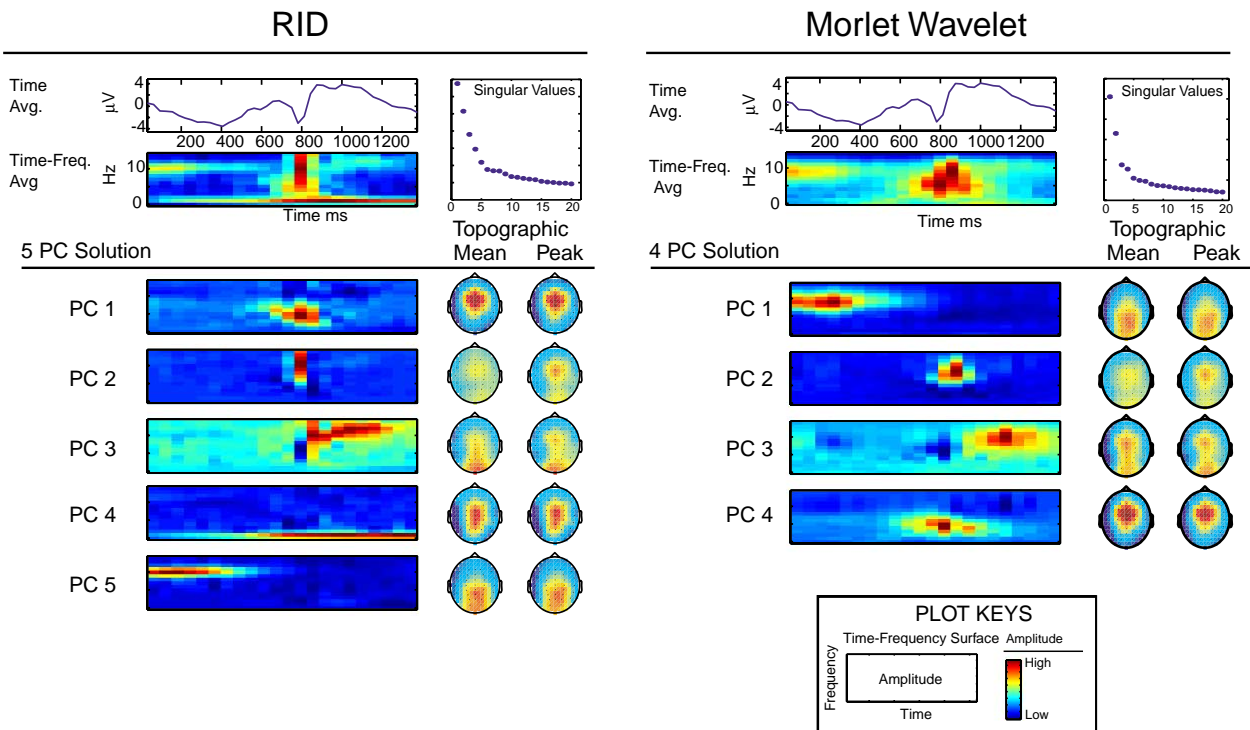 RID
Time
Avg.
μV
4
0
-4
200 400 600 800 1000 1200
Time-Freq.
Avg
Hz
10
0
Time ms
Singular Values
0 5 10 15 20
5 PC Solution
Topographic
Mean Peak
PC 1
PC 2
PC 3
PC 4
PC 5
Morlet Wavelet
Time
Avg.
μV
4
0
-4
200 400 600 800 1000 1200
Time-Freq.
Avg
Hz
10
0
Time ms
Singular Values
0 5 10 15 20
4 PC Solution
Topographic
Mean Peak
PC 1
PC 2
PC 3
PC 4
PLOT KEYS
Time-Frequency Surface
Frequency
Amplitude
Time
Amplitude
High
Low